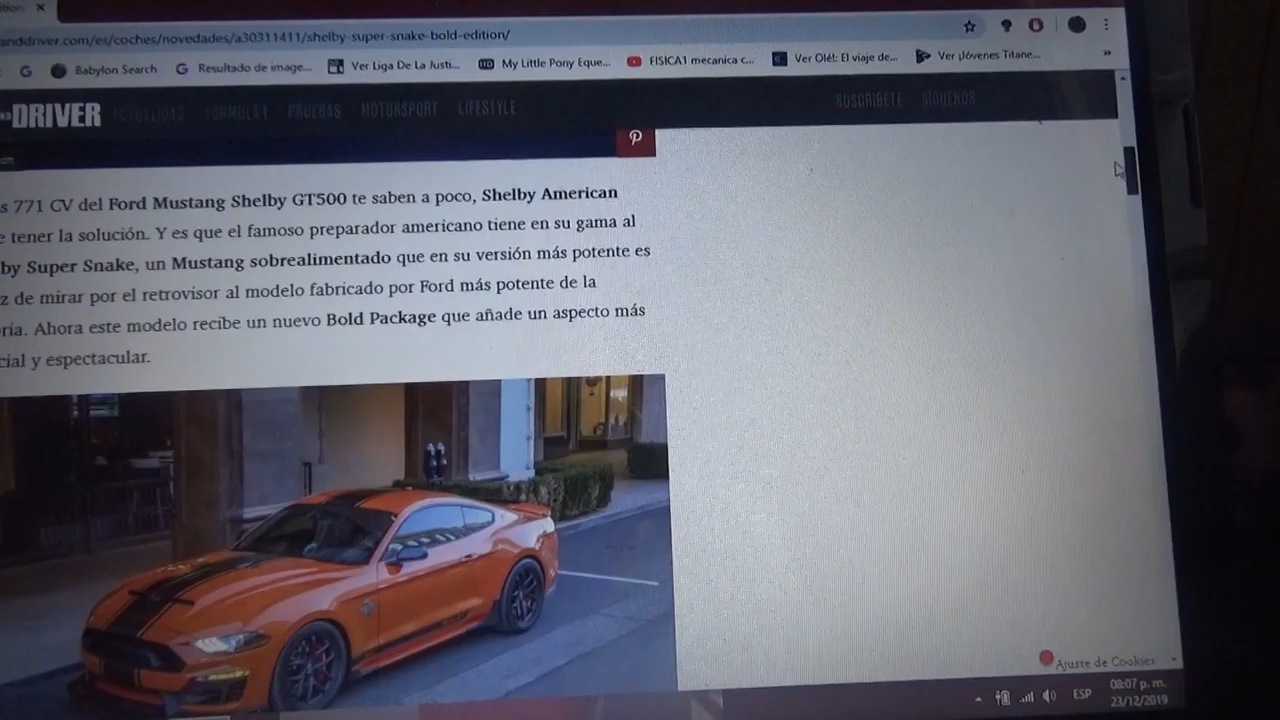 anddriver.com/es/coches/novedades/a30311411/shelby-super-snake-bold-edition/
Babylon Search
Resultado de image...
Ver Liga De La Justi...
My Little Pony Eque...
FISICA1 mecanica c...
Ver ¡Olé!: El viaje de...
Ver Jóvenes Titane...
»
DRIVER
ACTUALIDAD
FORMULA 1
PRUEBAS
MOTORSPORT
LIFESTYLE
SUSCRÍBETE
SÍGUENOS
s 771 CV del Ford Mustang Shelby GT500 te saben a poco, Shelby American
e tener la solución. Y es que el famoso preparador americano tiene en su gama al
by Super Snake, un Mustang sobrealimentado que en su versión más potente es
z de mirar por el retrovisor al modelo fabricado por Ford más potente de la
ria. Ahora este modelo recibe un nuevo Bold Package que añade un aspecto más
cial y espectacular.
Ajuste de Cookies
ESP
08:07 p. m.
23/12/2019